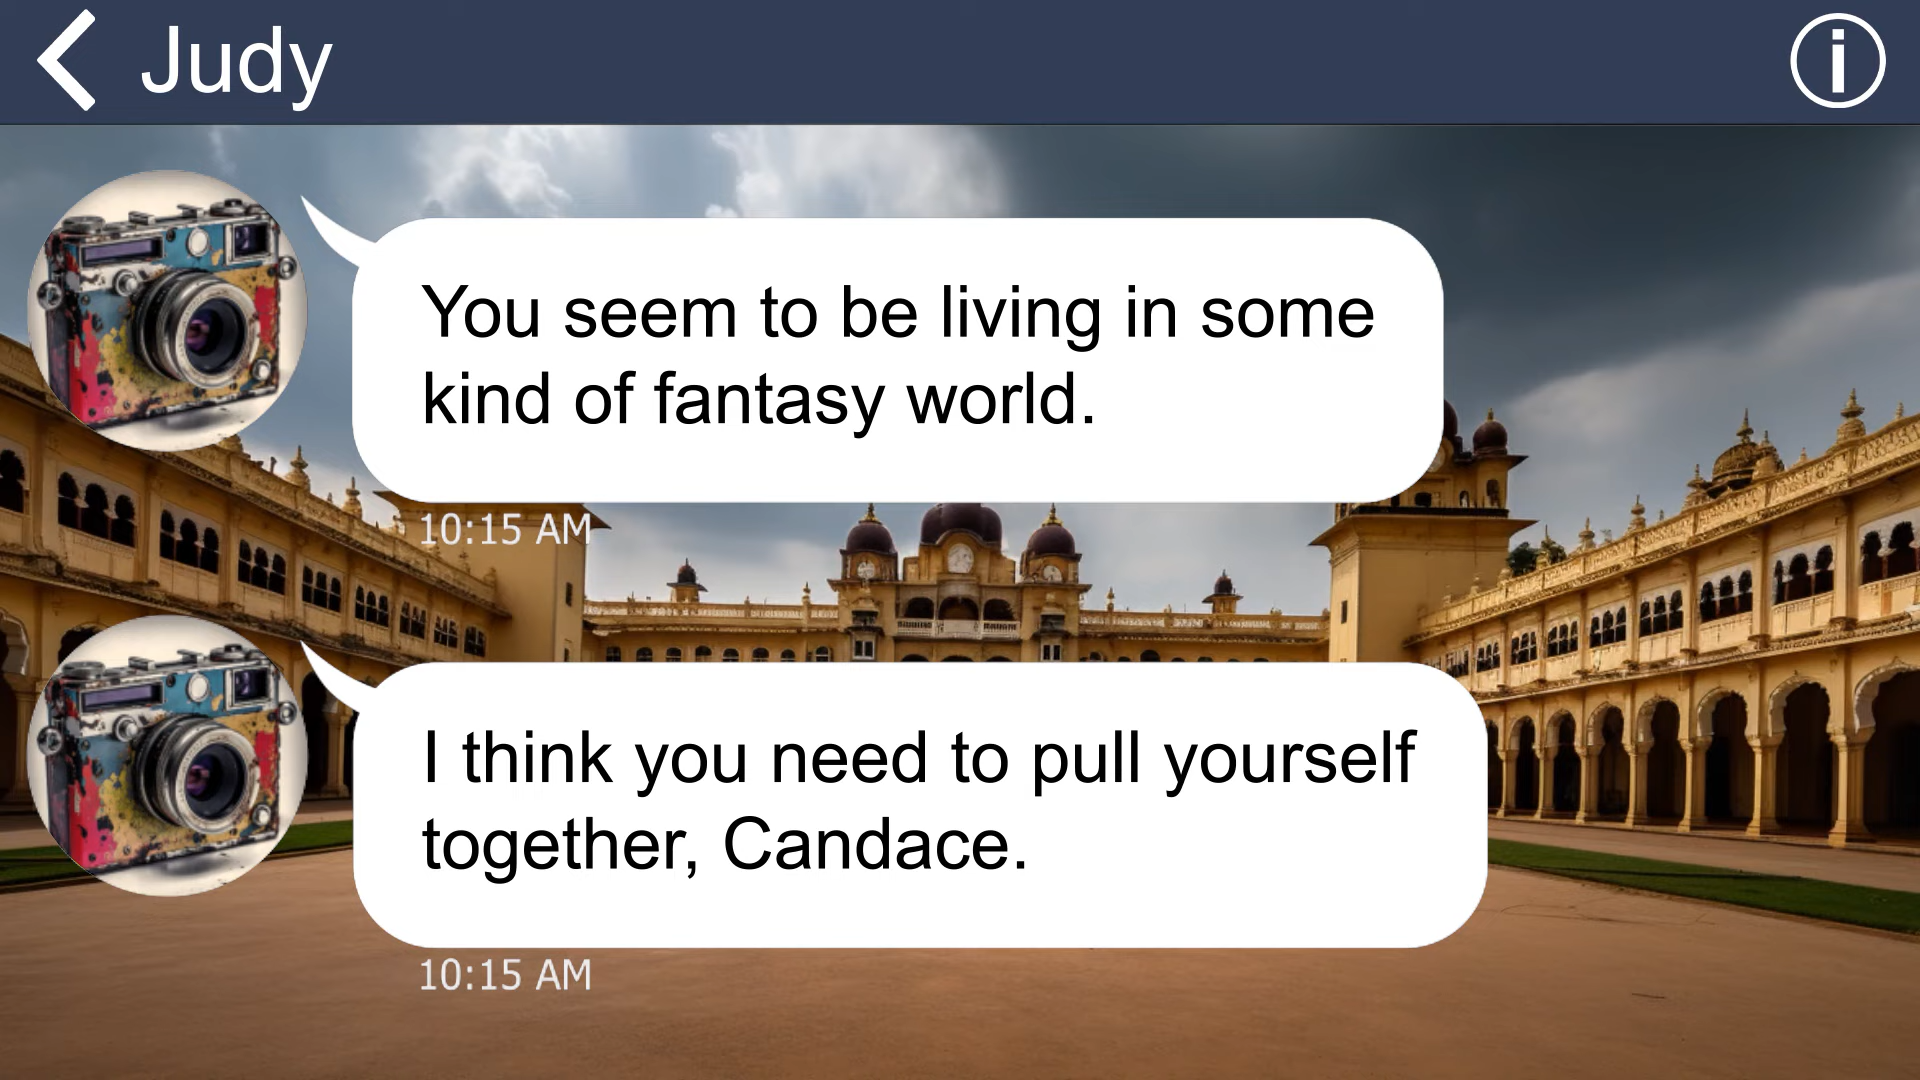 Judy
You seem to be living in some
kind of fantasy world.
10:15 AM
I think you need to pull yourself
together, Candace.
10:15 AM